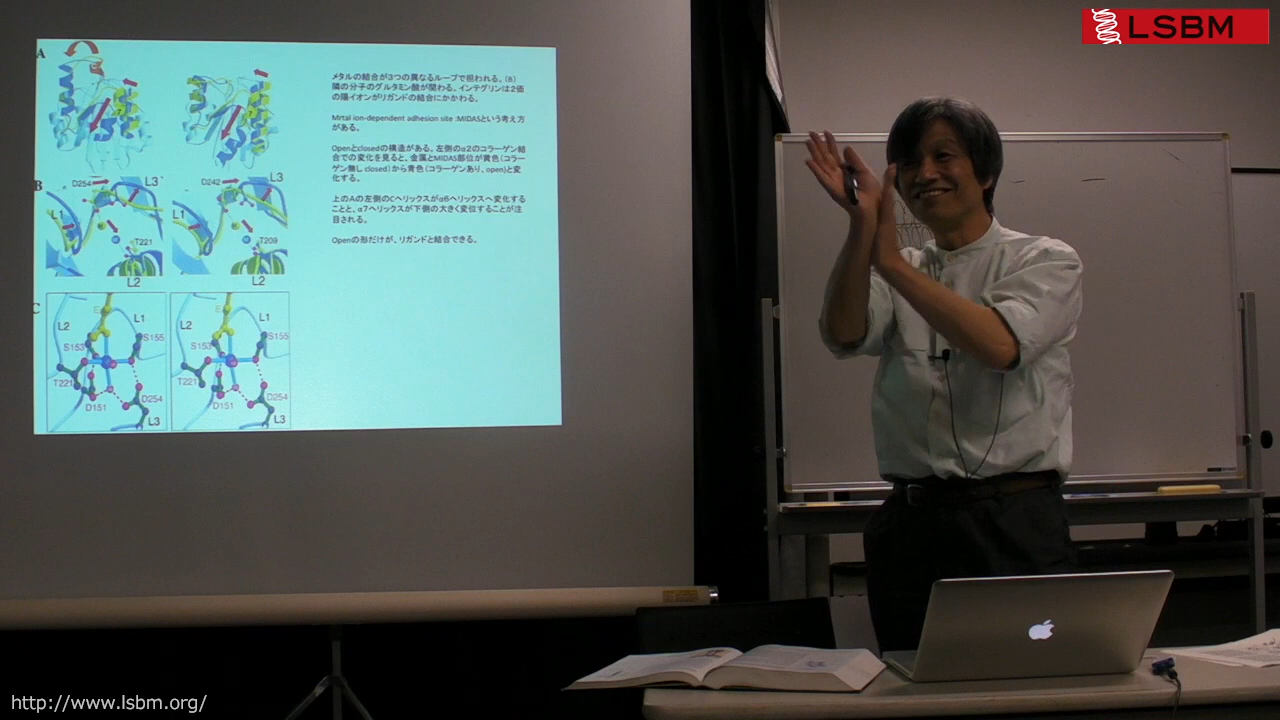 LSBM
A
メタルの結合が3つの異なるループで担われる。(B)
隣の分子のグルタミン酸が関わる。インテグリンは2価
の陽イオンがリガンドの結合にかかわる。
Mrtal ion-dependent adhesion site :MIDASという考え方
がある。
Openとclosedの構造がある。左側のα2のコラーゲン結
合での変化を見ると、金属とMIDAS部位が黄色(コラー
ゲン無し closed)から青色(コラーゲンあり、open)と変
化する。
上のAの左側のCヘリックスがα6ヘリックスへ変化する
ことと、α7ヘリックスが下側の大きく変位することが注
目される。
Openの形だけが、リガンドと結合できる。
B
D254
L3
D242
L3
L1
L1
T221
T209
L2
L2
C
L2
L1
S153
S155
T221
D151
D254
L3
L2
L1
S153
S155
T221
D151
D254
L3
http://www.lsbm.org/